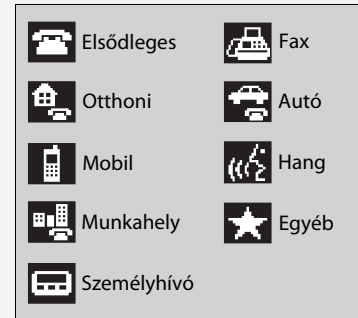 Elsődleges
Otthoni
Mobil
Munkahely
Személyhívó
Fax
Autó
Hang
Egyéb